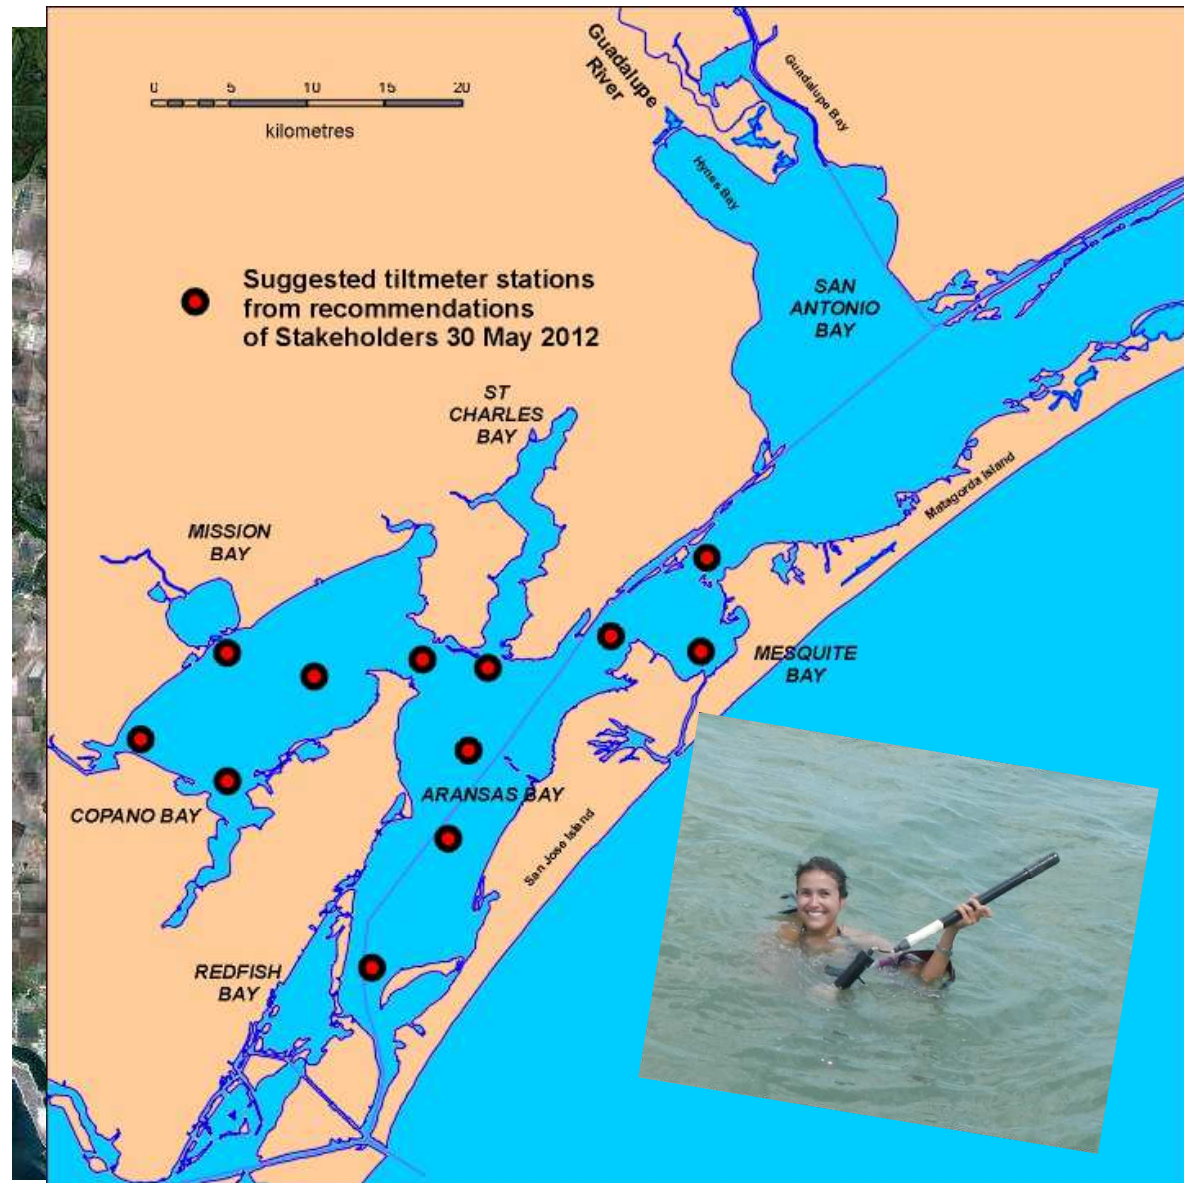 Guadalupe
River
Guadalupe Bay
0 5 10 15 20
kilometres
Hynes Bay
Suggested tiltmeter stations
from recommendations
of Stakeholders 30 May 2012
SAN
ANTONIO
BAY
ST
CHARLES
BAY
Matagorda Island
MISSION
BAY
MESQUITE
BAY
ARANSAS BAY
COPANO BAY
San Jose Island
REDFISH
BAY